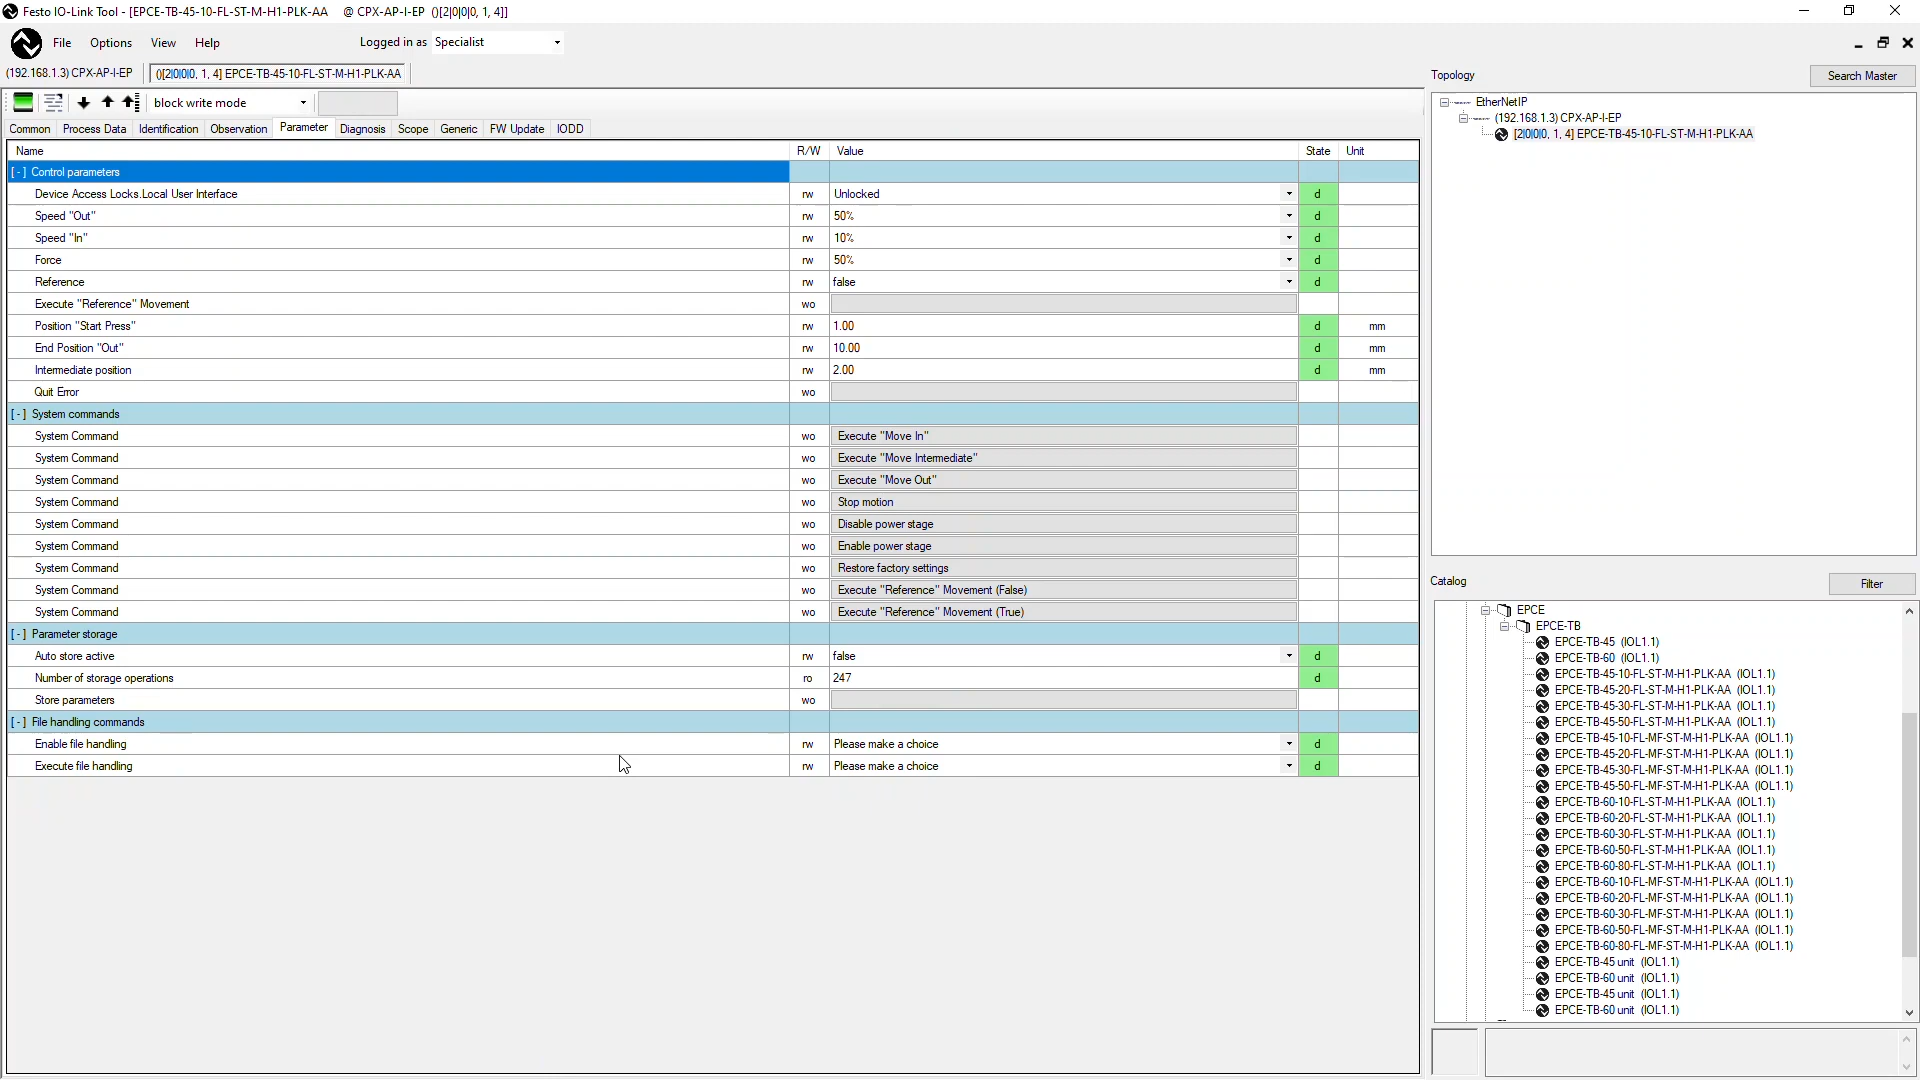 Festo IO-Link Tool - [EPCE-TB-45-10-FL-ST-M-H1-PLK-AA @ CPX-AP-I-EP ()[2|0|0|0, 1, 4]]
File Options View Help Logged in as Specialist
(192.168.1.3) CPX-AP-I-EP ()[2|0|0|0, 1, 4] EPCE-TB-45-10-FL-ST-M-H1-PLK-AA
block write mode
Common Process Data Identification Observation Parameter Diagnosis Scope Generic FW Update IODD
Name R/W Value State Unit
[-] Control parameters
Device Access Locks.Local User Interface rw Unlocked d
Speed "Out" rw 50% d
Speed "In" rw 10% d
Force rw 50% d
Reference rw false d
Execute "Reference" Movement wo
Position "Start Press" rw 1.00 d mm
End Position "Out" rw 10.00 d mm
Intermediate position rw 2.00 d mm
Quit Error wo
[-] System commands
System Command wo Execute "Move In"
System Command wo Execute "Move Intermediate"
System Command wo Execute "Move Out"
System Command wo Stop motion
System Command wo Disable power stage
System Command wo Enable power stage
System Command wo Restore factory settings
System Command wo Execute "Reference" Movement (False)
System Command wo Execute "Reference" Movement (True)
[-] Parameter storage
Auto store active rw false d
Number of storage operations ro 247 d
Store parameters wo
[-] File handling commands
Enable file handling rw Please make a choice d
Execute file handling rw Please make a choice d
Topology Search Master
EtherNetIP
(192.168.1.3) CPX-AP-I-EP
[2|0|0|0, 1, 4] EPCE-TB-45-10-FL-ST-M-H1-PLK-AA
Catalog Filter
EPCE
EPCE-TB
EPCE-TB-45 (IOL1.1)
EPCE-TB-60 (IOL1.1)
EPCE-TB-45-10-FL-ST-M-H1-PLK-AA (IOL1.1)
EPCE-TB-45-20-FL-ST-M-H1-PLK-AA (IOL1.1)
EPCE-TB-45-30-FL-ST-M-H1-PLK-AA (IOL1.1)
EPCE-TB-45-50-FL-ST-M-H1-PLK-AA (IOL1.1)
EPCE-TB-45-10-FL-MF-ST-M-H1-PLK-AA (IOL1.1)
EPCE-TB-45-20-FL-MF-ST-M-H1-PLK-AA (IOL1.1)
EPCE-TB-45-30-FL-MF-ST-M-H1-PLK-AA (IOL1.1)
EPCE-TB-45-50-FL-MF-ST-M-H1-PLK-AA (IOL1.1)
EPCE-TB-60-10-FL-ST-M-H1-PLK-AA (IOL1.1)
EPCE-TB-60-20-FL-ST-M-H1-PLK-AA (IOL1.1)
EPCE-TB-60-30-FL-ST-M-H1-PLK-AA (IOL1.1)
EPCE-TB-60-50-FL-ST-M-H1-PLK-AA (IOL1.1)
EPCE-TB-60-80-FL-ST-M-H1-PLK-AA (IOL1.1)
EPCE-TB-60-10-FL-MF-ST-M-H1-PLK-AA (IOL1.1)
EPCE-TB-60-20-FL-MF-ST-M-H1-PLK-AA (IOL1.1)
EPCE-TB-60-30-FL-MF-ST-M-H1-PLK-AA (IOL1.1)
EPCE-TB-60-50-FL-MF-ST-M-H1-PLK-AA (IOL1.1)
EPCE-TB-60-80-FL-MF-ST-M-H1-PLK-AA (IOL1.1)
EPCE-TB-45 unit (IOL1.1)
EPCE-TB-60 unit (IOL1.1)
EPCE-TB-45 unit (IOL1.1)
EPCE-TB-60 unit (IOL1.1)